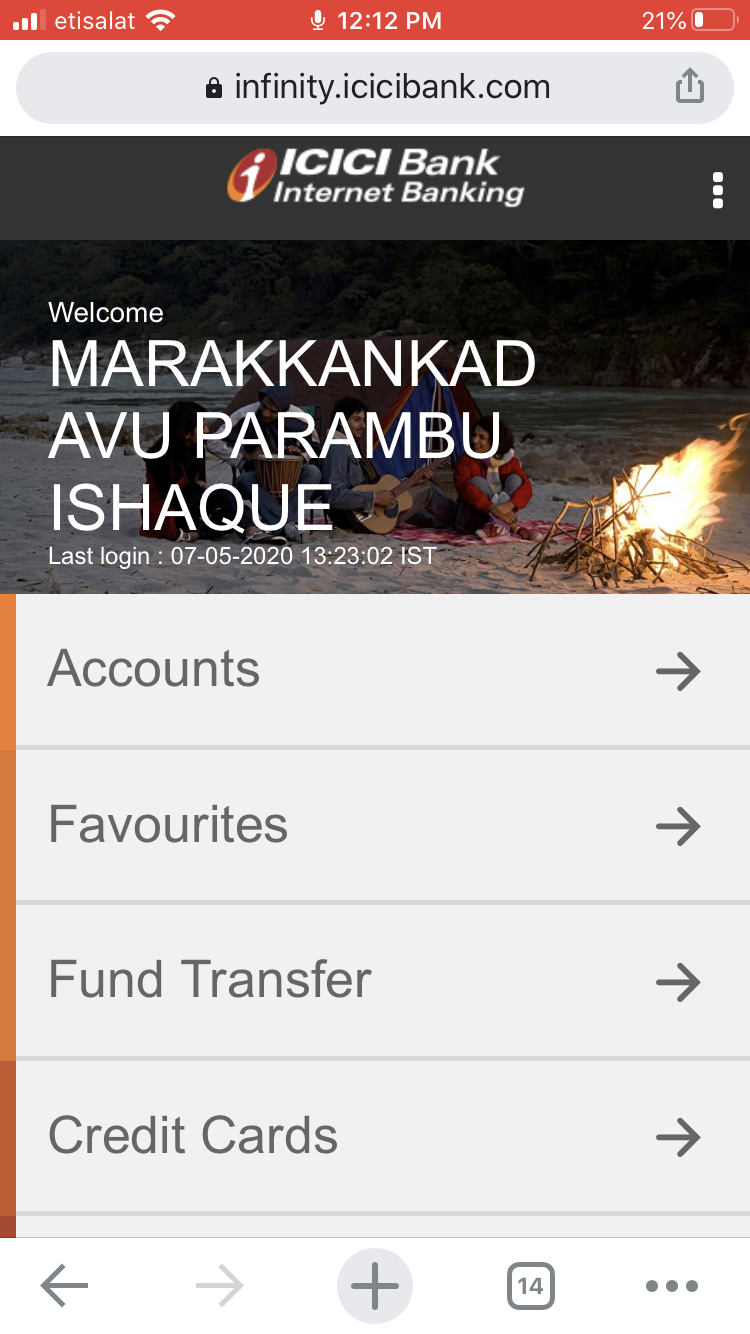 etisalat 12:12 PM 21%
infinity.icicibank.com
i ICICI Bank
Internet Banking
Welcome
MARAKKANKAD
AVU PARAMBU
ISHAQUE
Last login : 07-05-2020 13:23:02 IST
Accounts
Favourites
Fund Transfer
Credit Cards
14